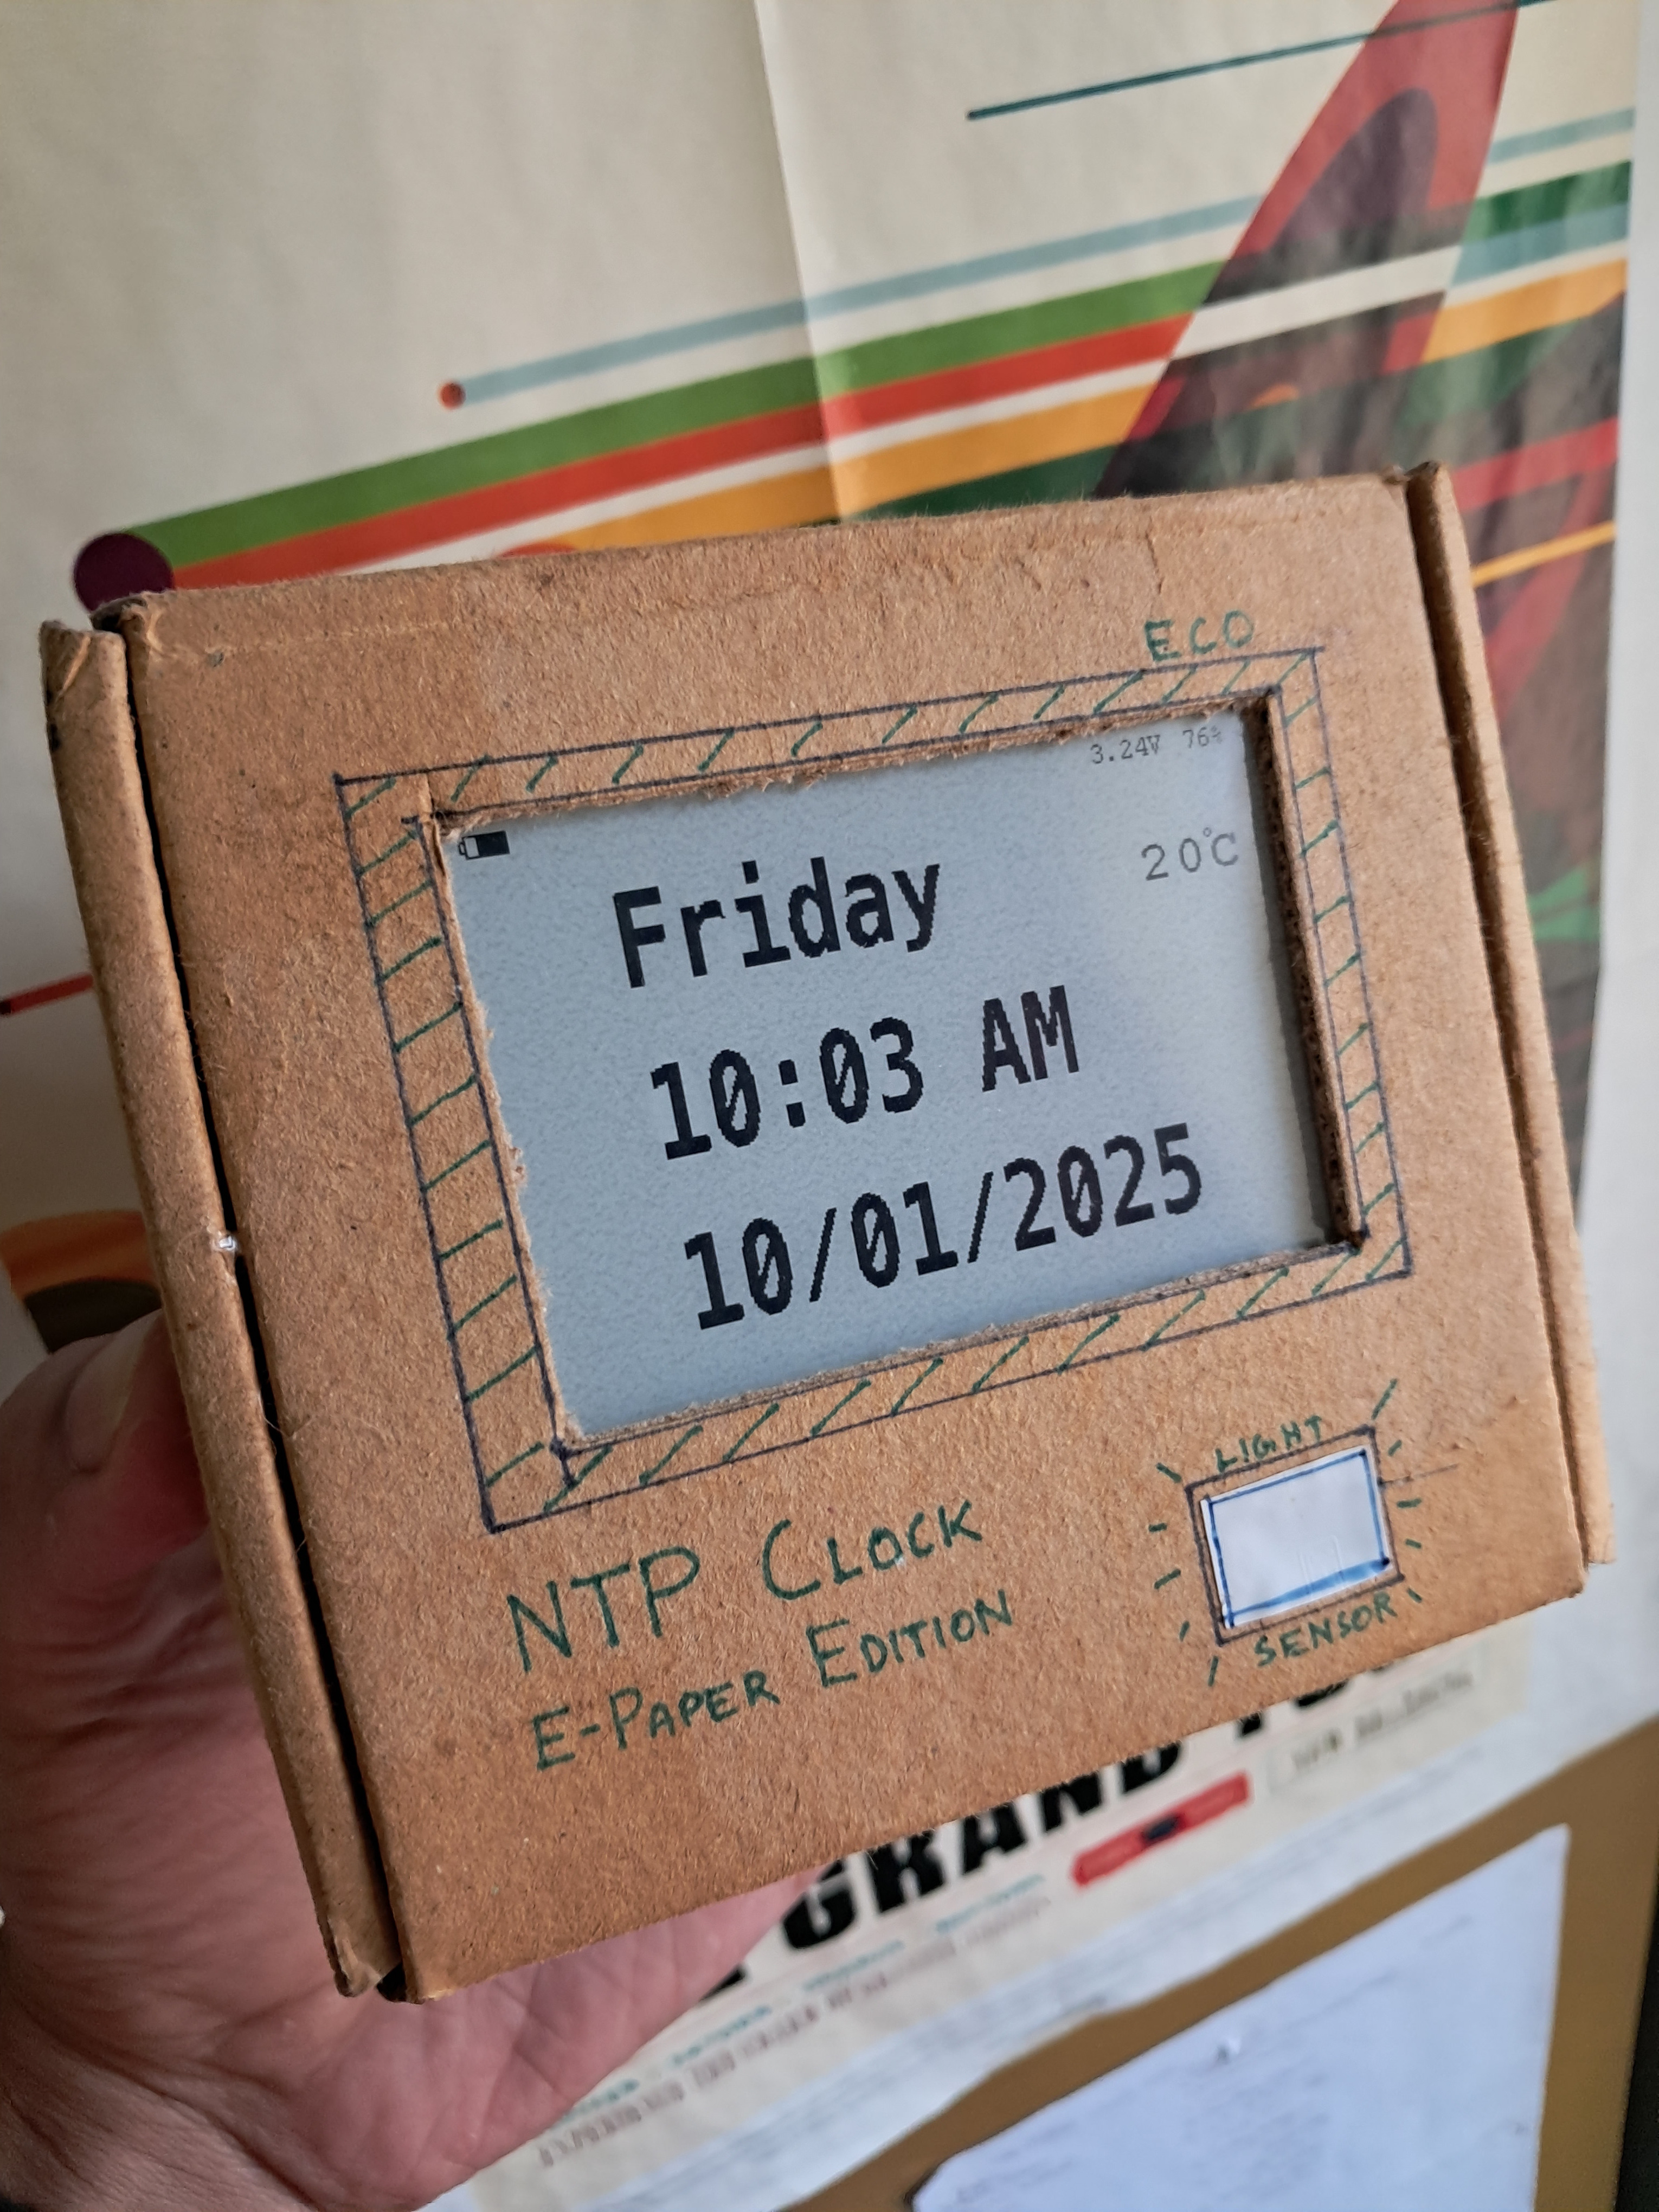 ECO
3.24V 76%
20°C
Friday
10:03 AM
10/01/2025
LIGHT
SENSOR
NTP CLOCK
E-PAPER EDITION
GRAND